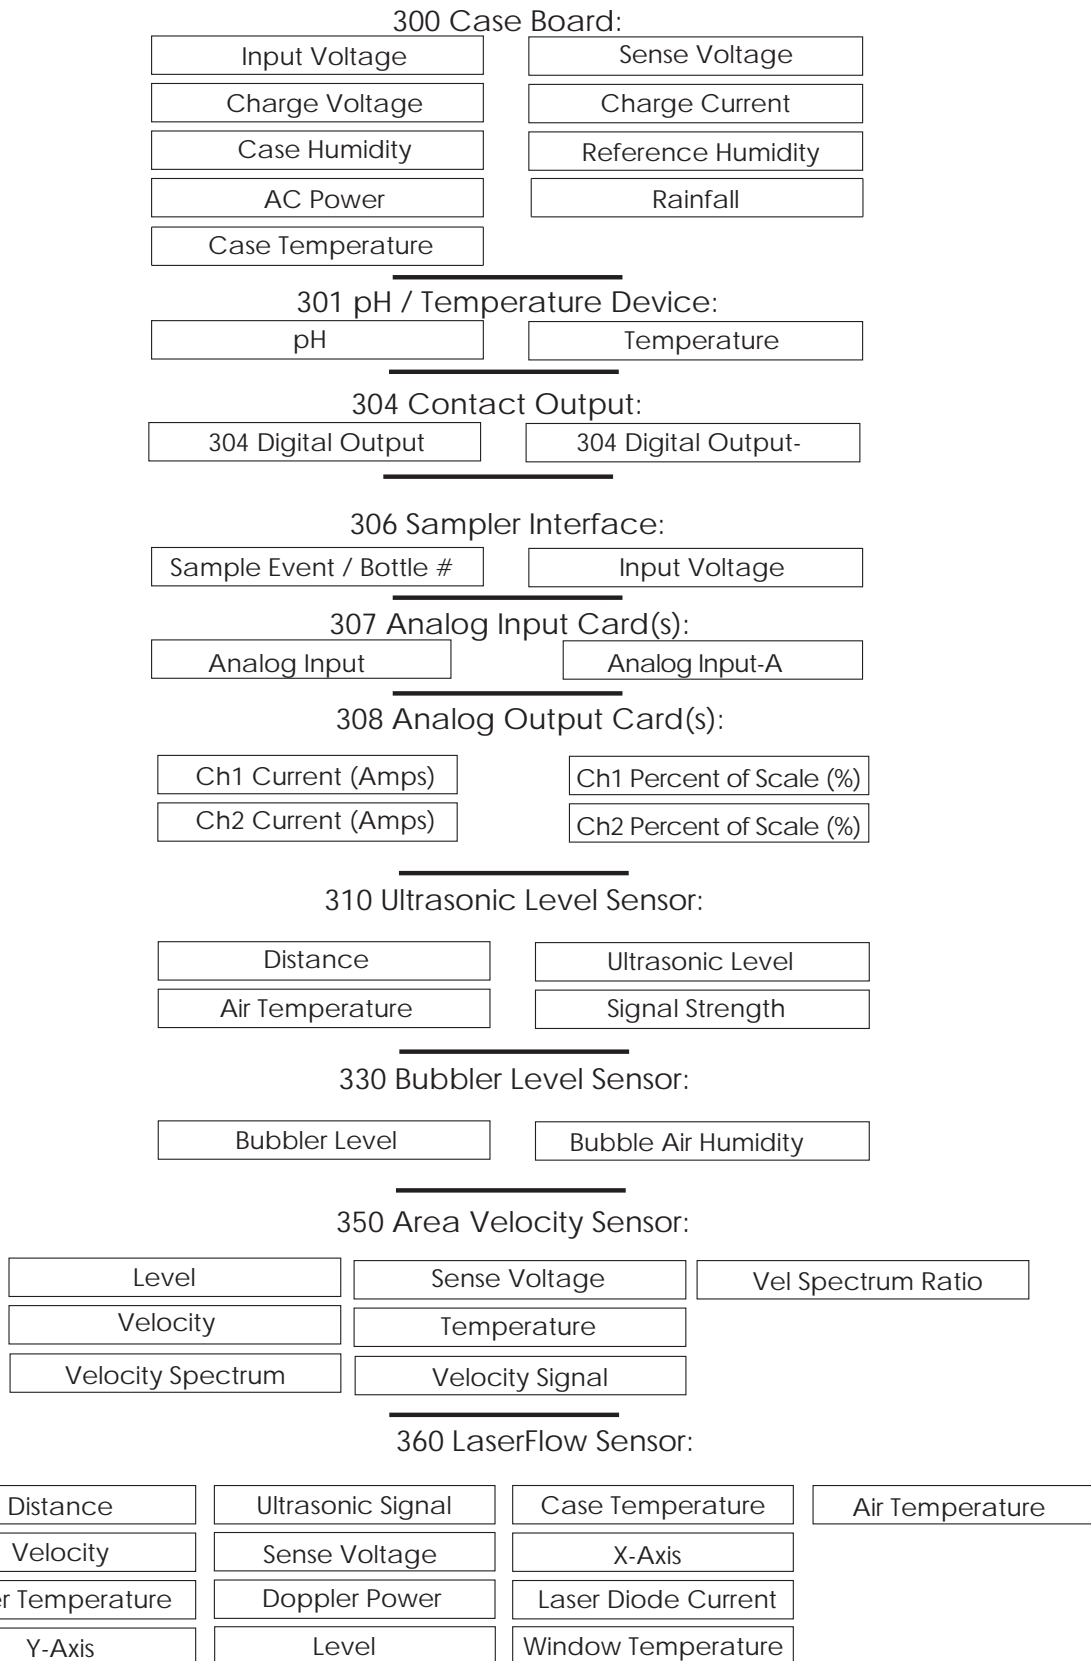 300 Case Board:
Input Voltage
Sense Voltage
Charge Voltage
Charge Current
Case Humidity
Reference Humidity
AC Power
Rainfall
Case Temperature
301 pH / Temperature Device:
pH
Temperature
304 Contact Output:
304 Digital Output
304 Digital Output-
306 Sampler Interface:
Sample Event / Bottle #
Input Voltage
307 Analog Input Card(s):
Analog Input
Analog Input-A
308 Analog Output Card(s):
Ch1 Current (Amps)
Ch1 Percent of Scale (%)
Ch2 Current (Amps)
Ch2 Percent of Scale (%)
310 Ultrasonic Level Sensor:
Distance
Ultrasonic Level
Air Temperature
Signal Strength
330 Bubbler Level Sensor:
Bubbler Level
Bubble Air Humidity
350 Area Velocity Sensor:
Level
Sense Voltage
Vel Spectrum Ratio
Velocity
Temperature
Velocity Spectrum
Velocity Signal
360 LaserFlow Sensor:
Distance
Ultrasonic Signal
Case Temperature
Air Temperature
Velocity
Sense Voltage
X-Axis
Temperature
Doppler Power
Laser Diode Current
Y-Axis
Level
Window Temperature